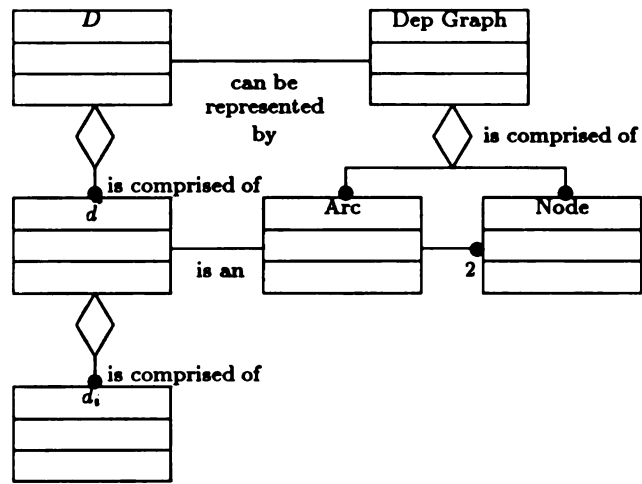 D
Dep Graph
can be
represented
by
is comprised of
is comprised of
d
Arc
Node
is an
2
is comprised of
dᵢ